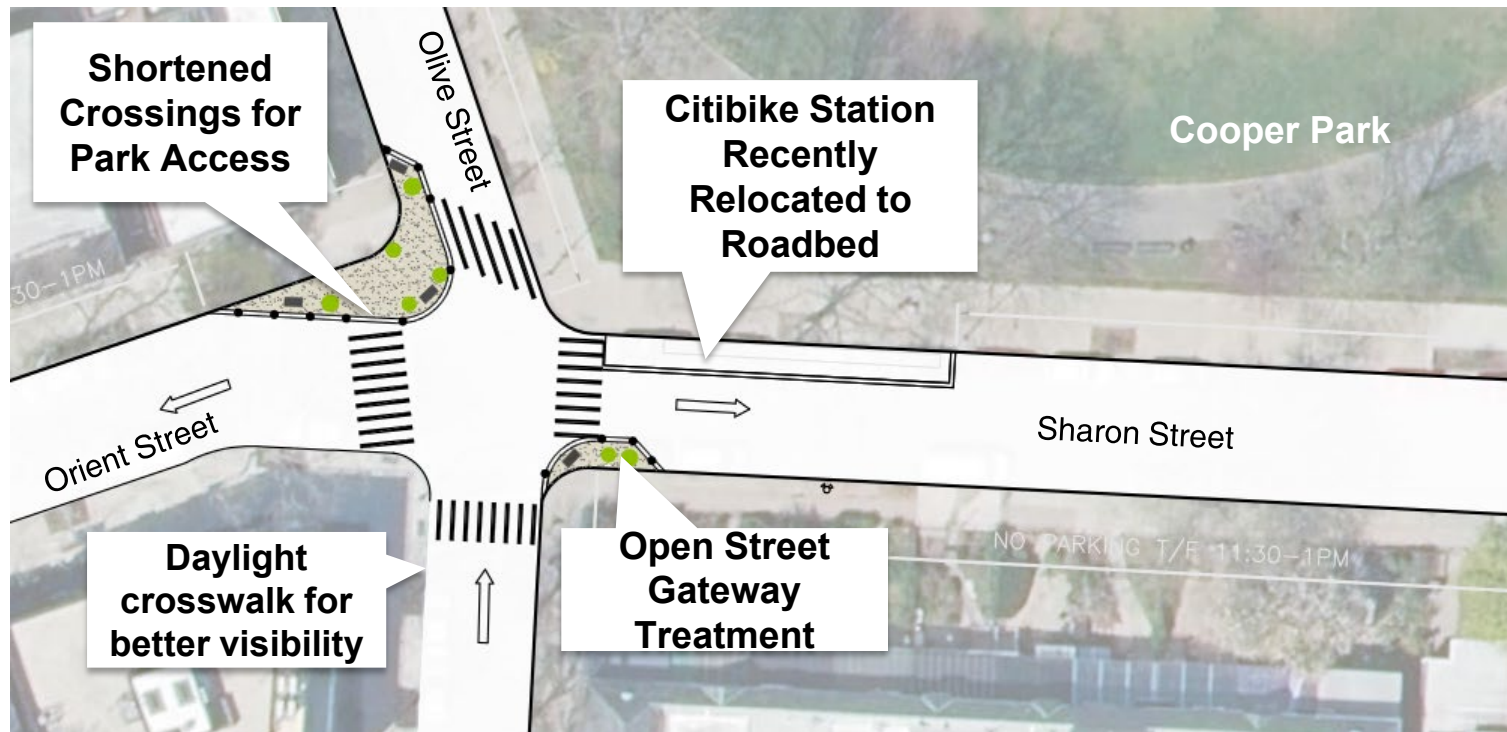 Shortened
Crossings for
Park Access
Olive Street
Citibike Station
Recently
Relocated to
Roadbed
Cooper Park
30-1PM
Orient Street
Sharon Street
Daylight
crosswalk for
better visibility
Open Street
Gateway
Treatment
NO PARKING T/F 11:30-1PM